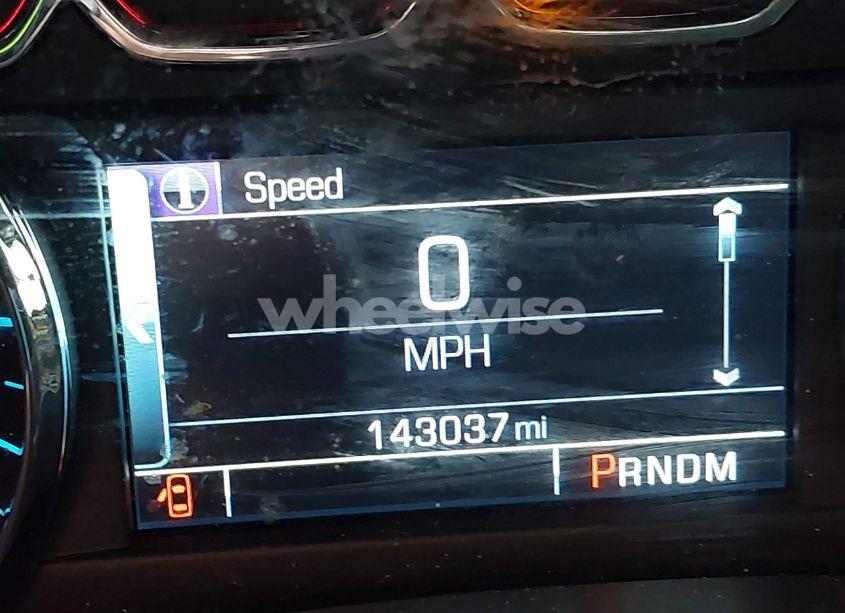 Speed
0
wheelwise
MPH
143037 mi
PRNDM